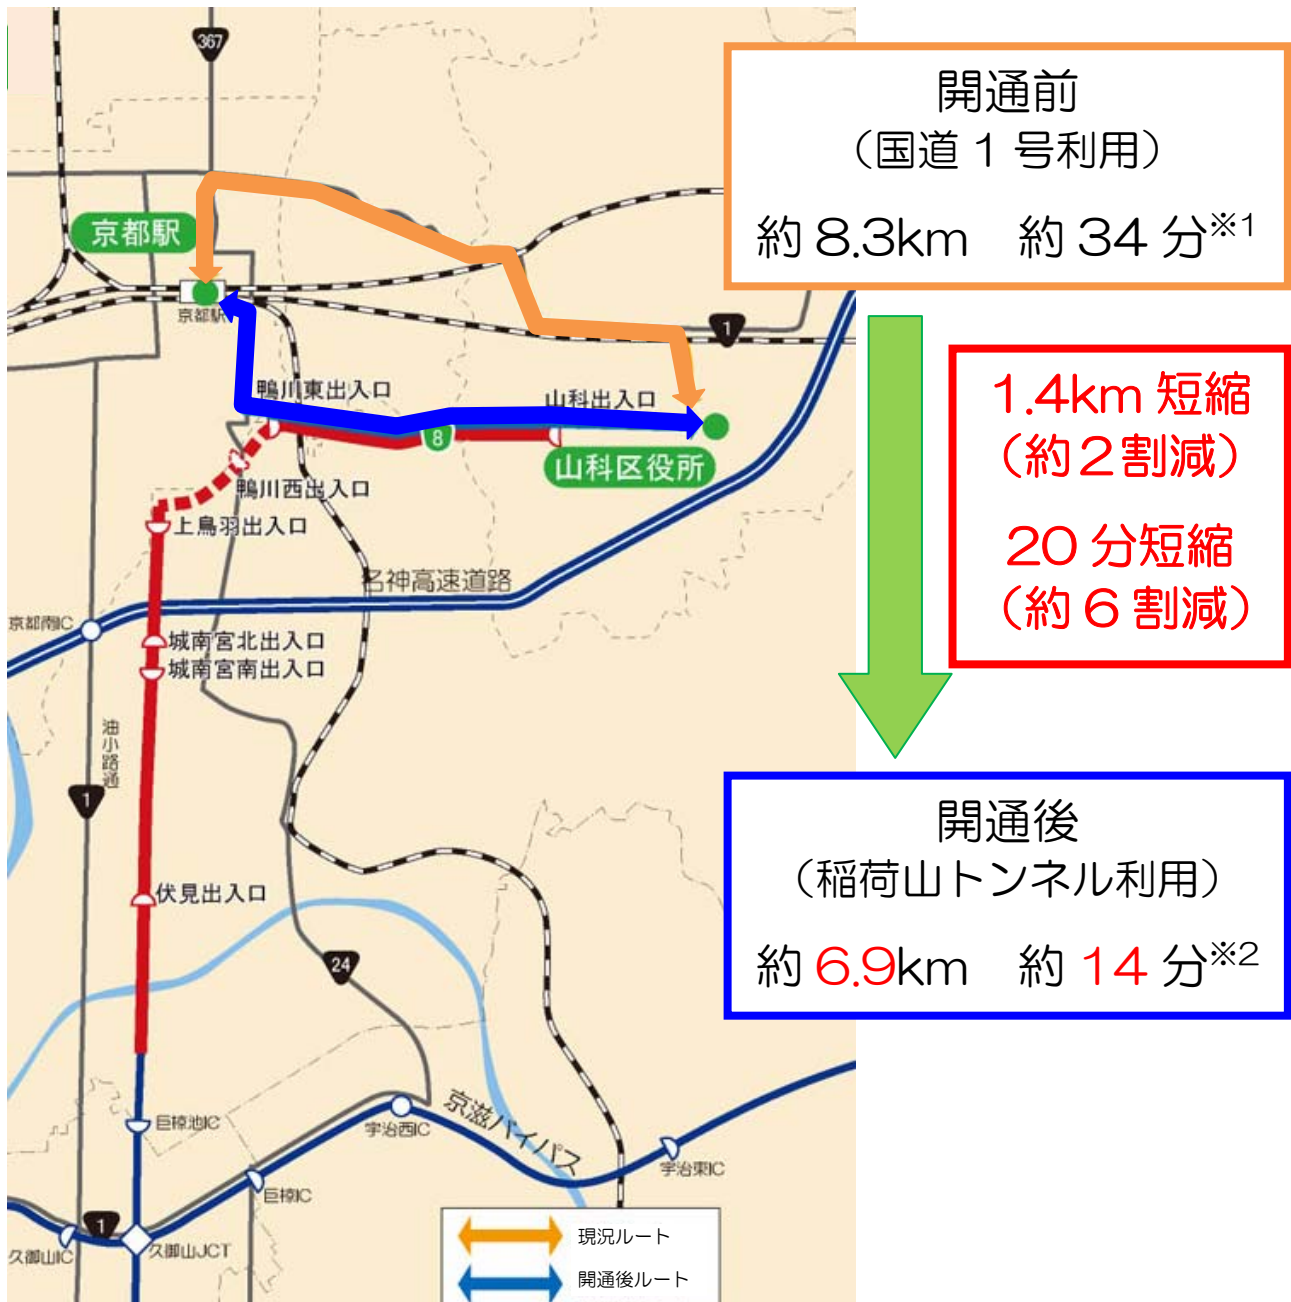 367
開通前
（国道１号利用）
約 8.3km　約 34 分※1
京都駅
京都駅
1
1.4km 短縮
（約２割減）
20 分短縮
（約６割減）
鴨川東出入口
山科出入口
8
山科区役所
鴨川西出入口
上鳥羽出入口
名神高速道路
京都南IC
城南宮北出入口
城南宮南出入口
油小路通
1
開通後
（稲荷山トンネル利用）
約 6.9km　約 14 分※2
伏見出入口
24
巨椋池IC
宇治西IC
京滋バイパス
宇治東IC
巨椋IC
1
久御山IC
久御山JCT
現況ルート
開通後ルート